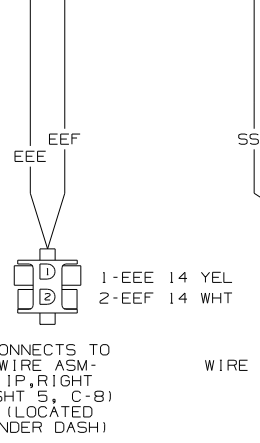 EEF
EEE
SS
1
2
1-EEE 14 YEL
2-EEF 14 WHT
ONNECTS TO
WIRE ASM-
IP,RIGHT
SHT 5, C-8)
(LOCATED
NDER DASH)
WIRE